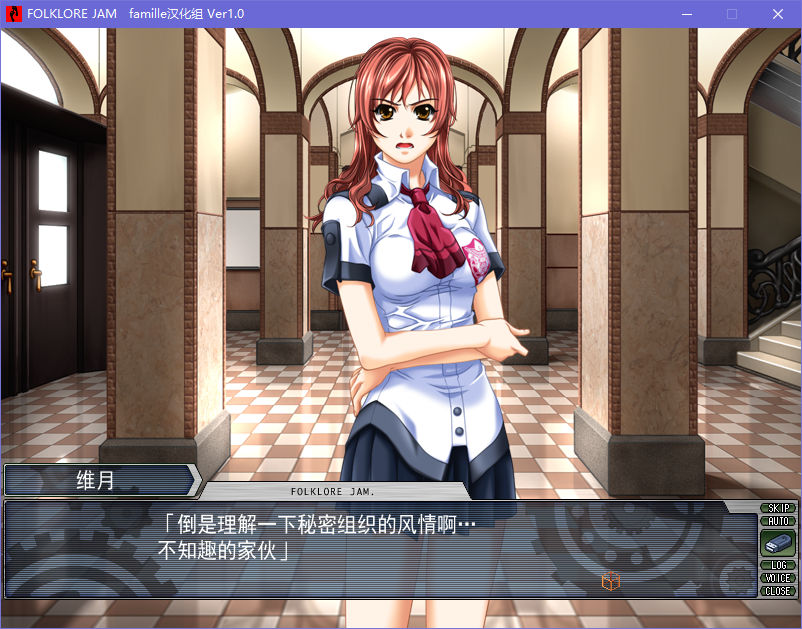 FOLKLORE JAM famille汉化组 Ver1.0
维月
FOLKLORE JAM.
「倒是理解一下秘密组织的风情啊…
不知趣的家伙」
SKIP
AUTO
LOG
VOICE
CLOSE